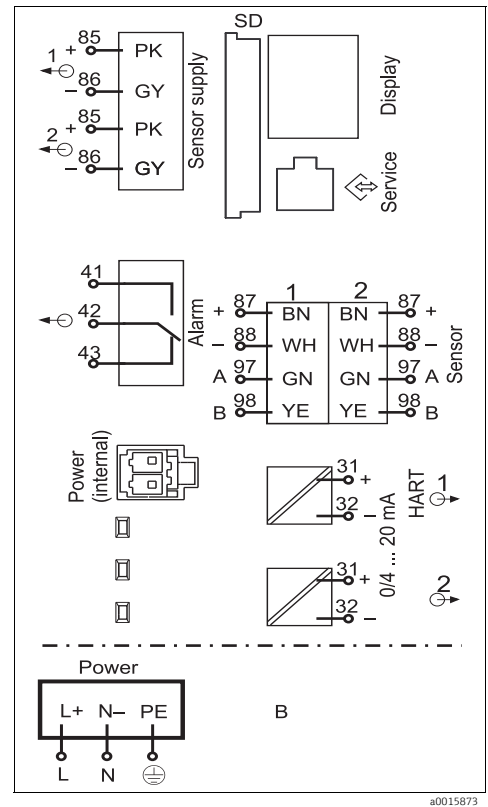 SD
1 + 85 PK
– 86 GY
2 + 85 PK
– 86 GY
Sensor supply
Display
Service
41
42
43
Alarm
1 2
+ 87 BN BN 87 +
– 88 WH WH 88 –
A 97 GN GN 97 A
B 98 YE YE 98 B
Sensor
Power
(internal)
31 +
32 –
31 +
32 –
0/4 ... 20 mA
HART
1
2
Power
L+ N– PE
L N
B
a0015873